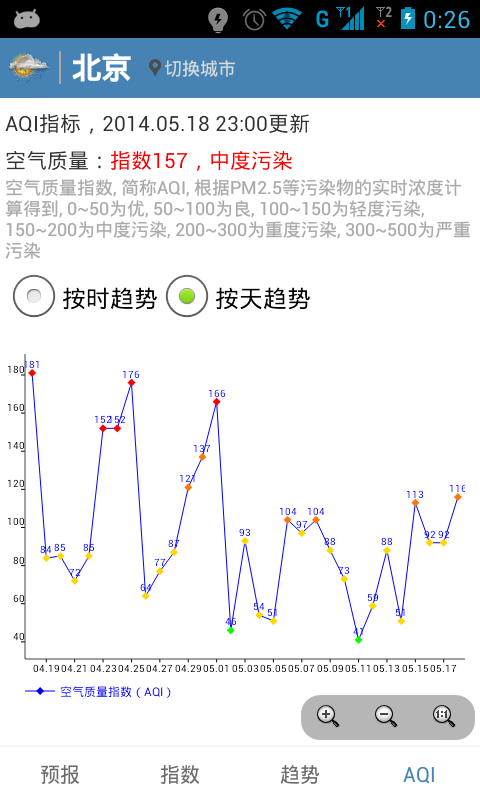 G 1 2 0:26
北京 切换城市
AQI指标，2014.05.18 23:00更新
空气质量：指数157，中度污染
空气质量指数, 简称AQI, 根据PM2.5等污染物的实时浓度计
算得到, 0~50为优, 50~100为良, 100~150为轻度污染,
150~200为中度污染, 200~300为重度污染, 300~500为严重
污染
按时趋势 按天趋势
181 84 85 72 85 152 152 176 64 77 87 121 137 166 46 93 54 51 104 97 104 88 73 41 59 88 51 113 92 92 116
180
160
140
120
100
80
60
40
04.19 04.21 04.23 04.25 04.27 04.29 05.01 05.03 05.05 05.07 05.09 05.11 05.13 05.15 05.17
空气质量指数（AQI）
1:1
预报 指数 趋势 AQI